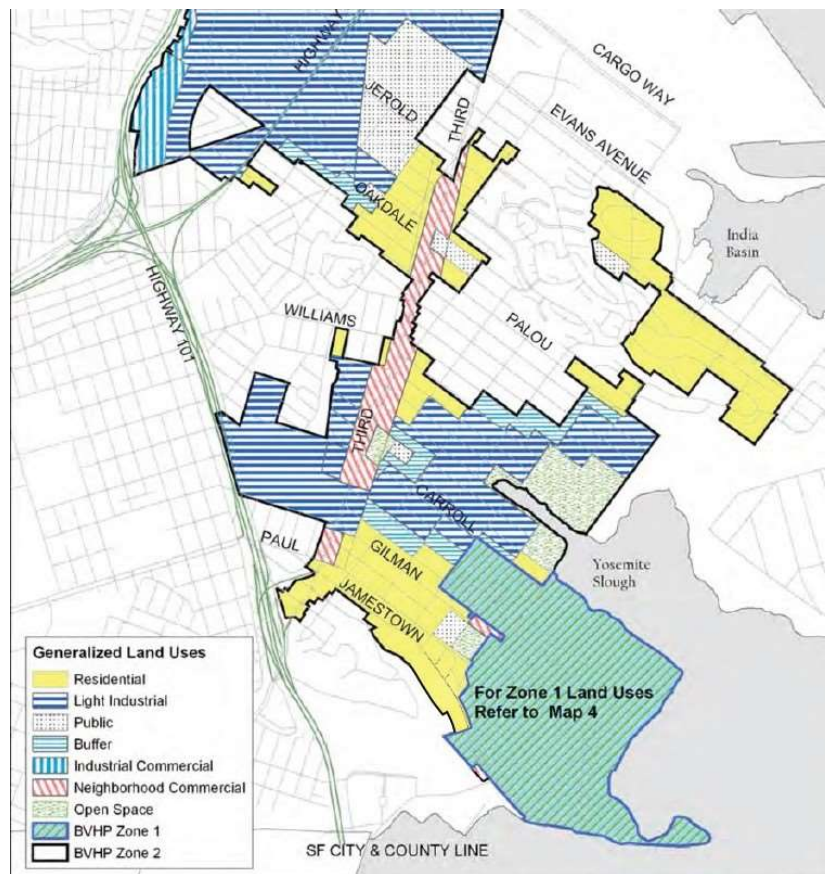 HIGHWAY
CARGO WAY
JEROLD
THIRD
EVANS AVENUE
OAKDALE
India
Basin
HIGHWAY 101
WILLIAMS
PALOU
THIRD
CARROLL
PAUL
GILMAN
Yosemite
Slough
JAMESTOWN
For Zone 1 Land Uses
Refer to Map 4
Generalized Land Uses
Residential
Light Industrial
Public
Buffer
Industrial Commercial
Neighborhood Commercial
Open Space
BVHP Zone 1
BVHP Zone 2
SF CITY & COUNTY LINE